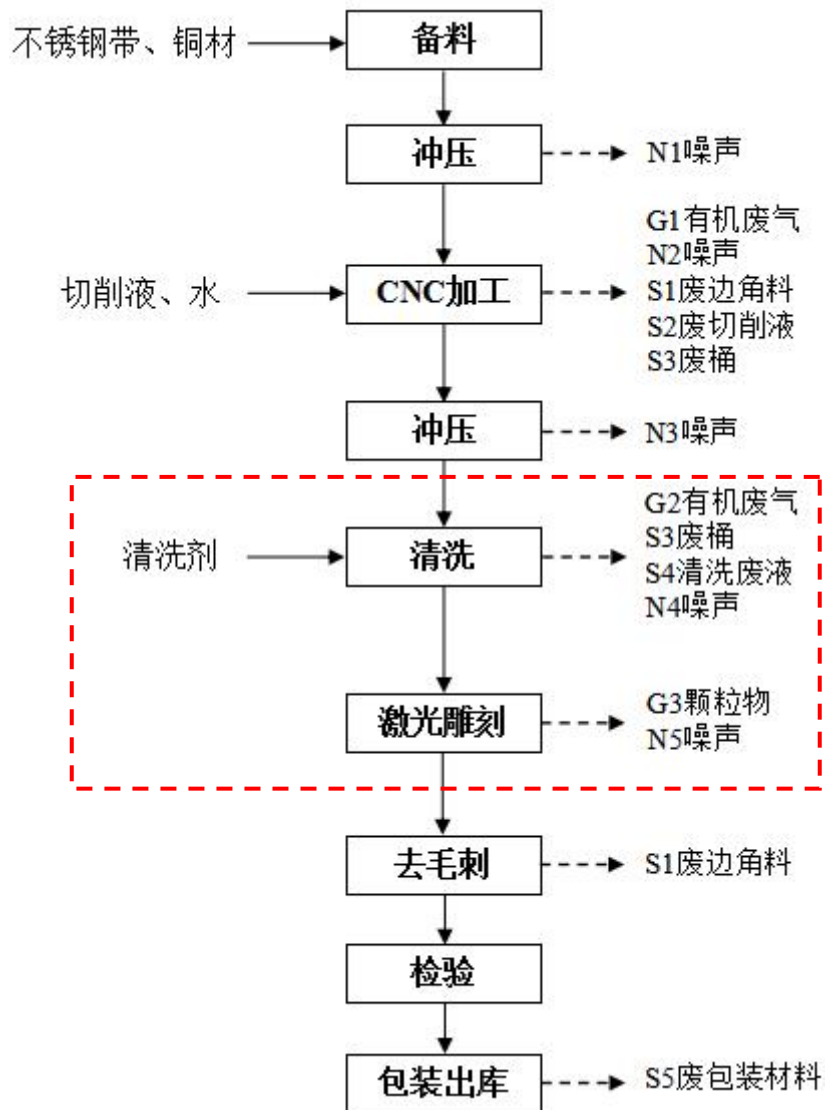 不锈钢带、铜材
备料
冲压
N1噪声
G1有机废气
N2噪声
切削液、水
CNC加工
S1废边角料
S2废切削液
S3废桶
冲压
N3噪声
G2有机废气
清洗剂
清洗
S3废桶
S4清洗废液
N4噪声
激光雕刻
G3颗粒物
N5噪声
去毛刺
S1废边角料
检验
包装出库
S5废包装材料